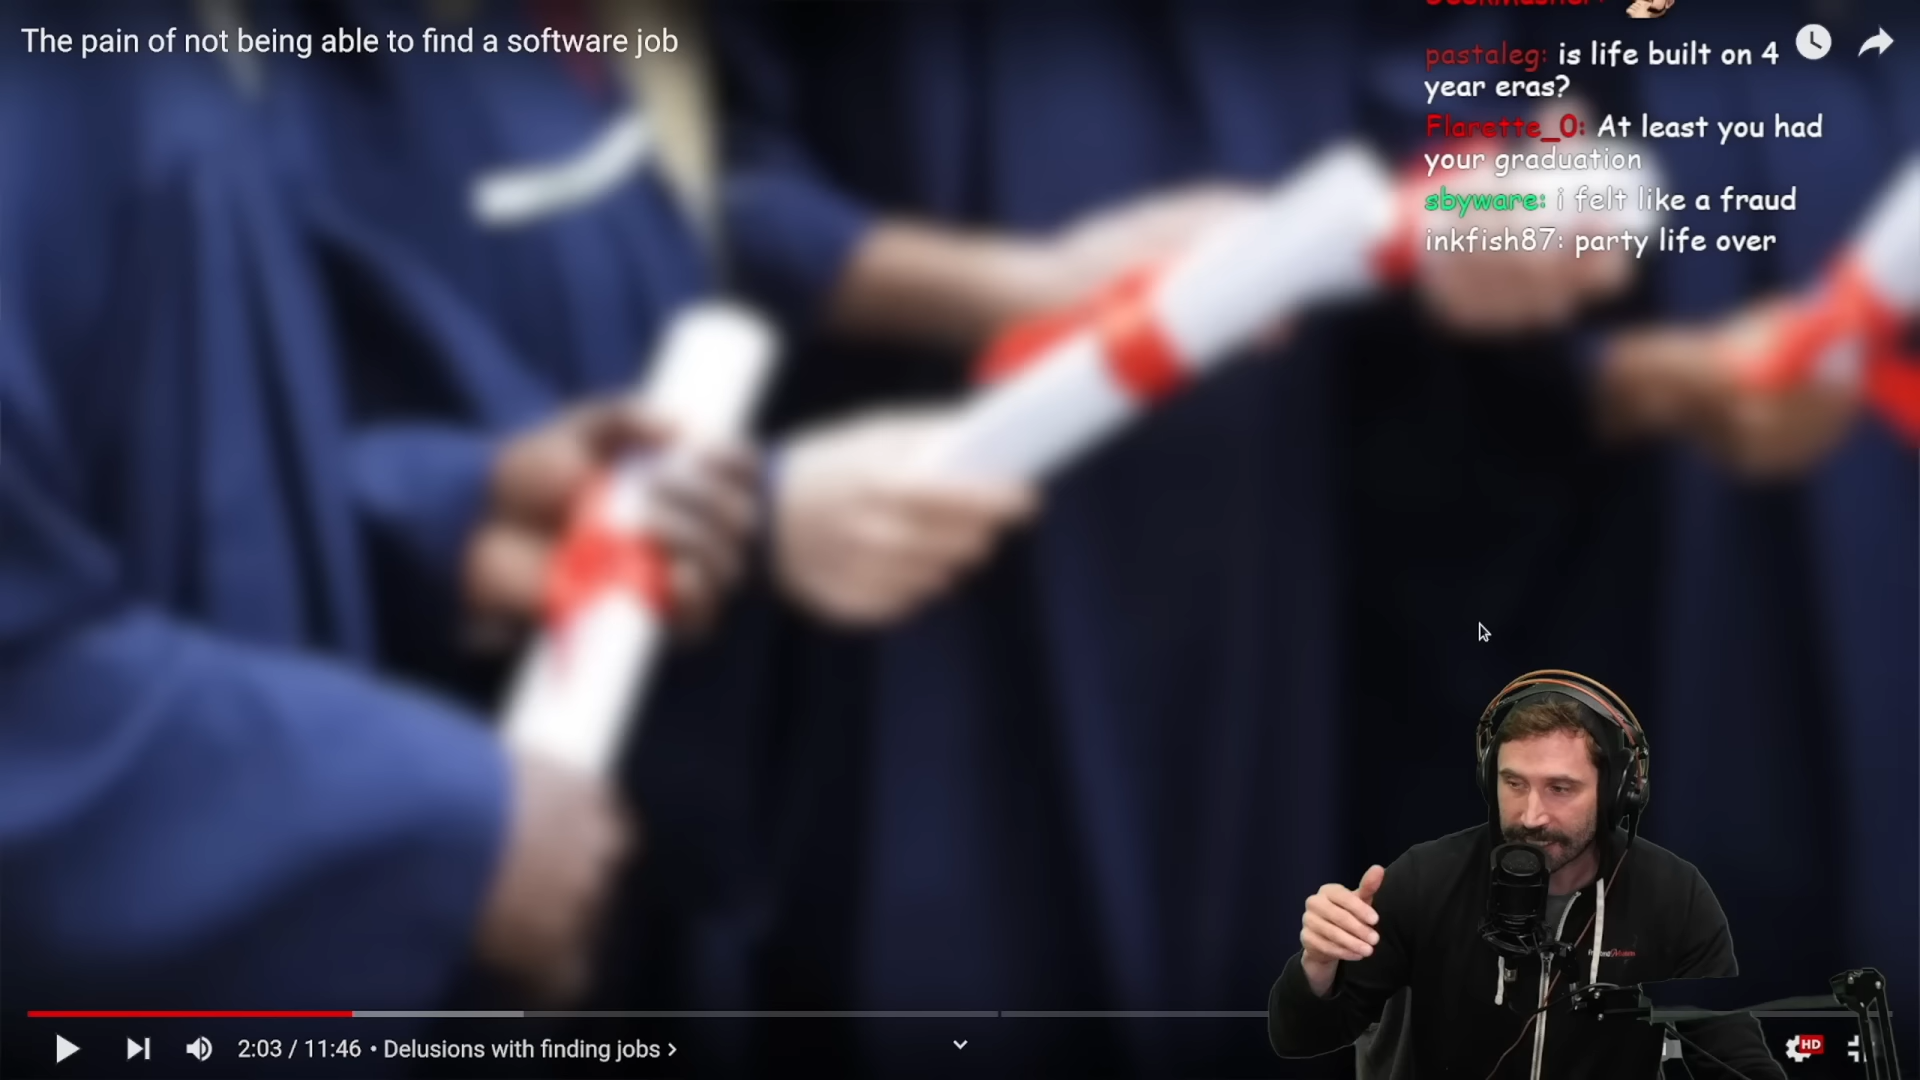 The pain of not being able to find a software job
pastaleg: is life built on 4
year eras?
Flarette_0: At least you had
your graduation
sbyware: i felt like a fraud
inkfish87: party life over
2:03 / 11:46 • Delusions with finding jobs >
HD